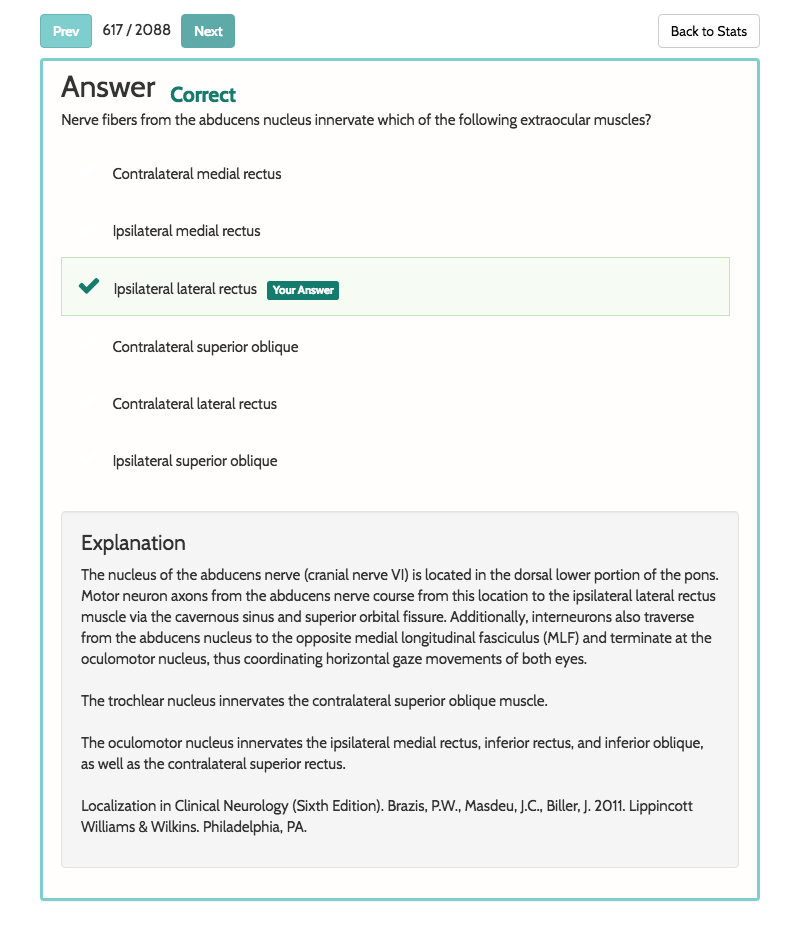 Prev 617 / 2088 Next Back to Stats
Answer Correct
Nerve fibers from the abducens nucleus innervate which of the following extraocular muscles?
Contralateral medial rectus
Ipsilateral medial rectus
Ipsilateral lateral rectus Your Answer
Contralateral superior oblique
Contralateral lateral rectus
Ipsilateral superior oblique
Explanation
The nucleus of the abducens nerve (cranial nerve VI) is located in the dorsal lower portion of the pons.
Motor neuron axons from the abducens nerve course from this location to the ipsilateral lateral rectus
muscle via the cavernous sinus and superior orbital fissure. Additionally, interneurons also traverse
from the abducens nucleus to the opposite medial longitudinal fasciculus (MLF) and terminate at the
oculomotor nucleus, thus coordinating horizontal gaze movements of both eyes.
The trochlear nucleus innervates the contralateral superior oblique muscle.
The oculomotor nucleus innervates the ipsilateral medial rectus, inferior rectus, and inferior oblique,
as well as the contralateral superior rectus.
Localization in Clinical Neurology (Sixth Edition). Brazis, P.W., Masdeu, J.C., Biller, J. 2011. Lippincott
Williams & Wilkins. Philadelphia, PA.